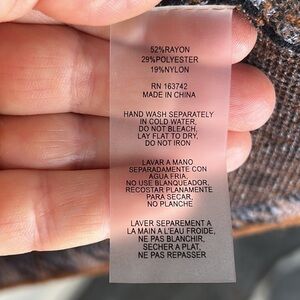 52%RAYON
29%POLYESTER
19%NYLON
RN 163742
MADE IN CHINA
HAND WASH SEPARATELY
IN COLD WATER,
DO NOT BLEACH,
LAY FLAT TO DRY,
DO NOT IRON
LAVAR A MANO
SEPARADAMENTE CON
AGUA FRIA,
NO USE BLANQUEADOR,
RECOSTAR PLANAMENTE
PARA SECAR,
NO PLANCHE
LAVER SEPAREMENT A
LA MAIN A L'EAU FROIDE,
NE PAS BLANCHIR,
SECHER A PLAT,
NE PAS REPASSER